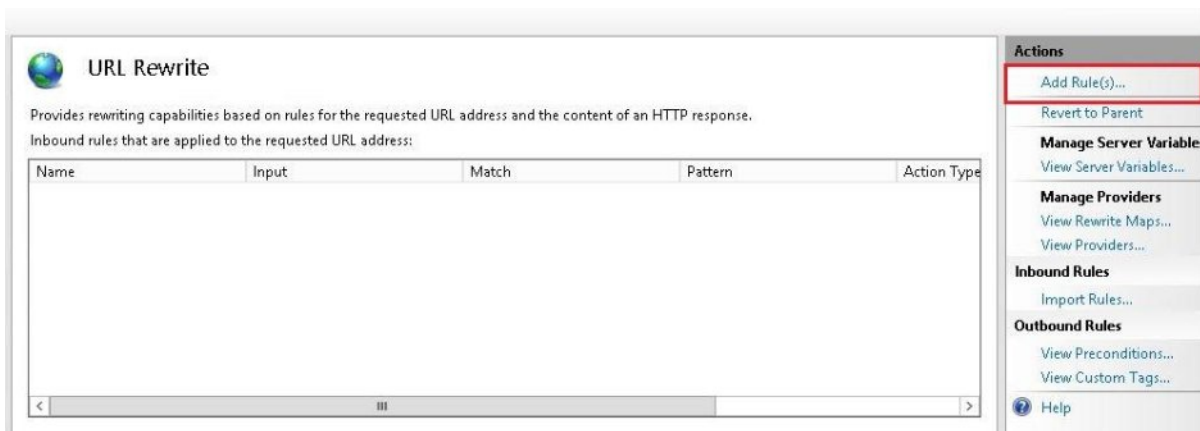 URL Rewrite
Provides rewriting capabilities based on rules for the requested URL address and the content of an HTTP response.
Inbound rules that are applied to the requested URL address:
Name Input Match Pattern Action Type
Actions
Add Rule(s)...
Revert to Parent
Manage Server Variable
View Server Variables...
Manage Providers
View Rewrite Maps...
View Providers...
Inbound Rules
Import Rules...
Outbound Rules
View Preconditions...
View Custom Tags...
Help